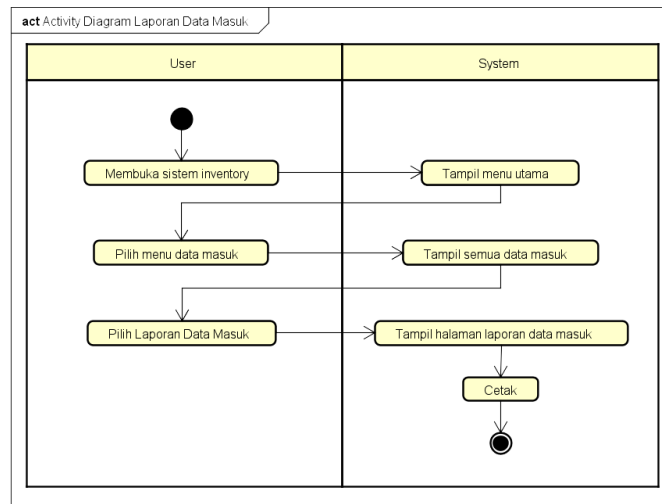 act Activity Diagram Laporan Data Masuk
User
System
Membuka sistem inventory
Tampil menu utama
Pilih menu data masuk
Tampil semua data masuk
Pilih Laporan Data Masuk
Tampil halaman laporan data masuk
Cetak